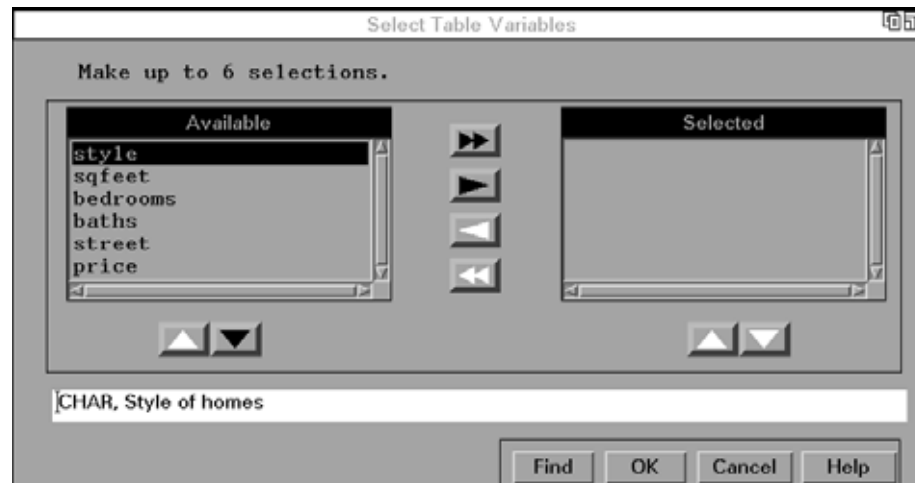 Select Table Variables
Make up to 6 selections.
Available
style
sqfeet
bedrooms
baths
street
price
Selected
CHAR, Style of homes
Find
OK
Cancel
Help